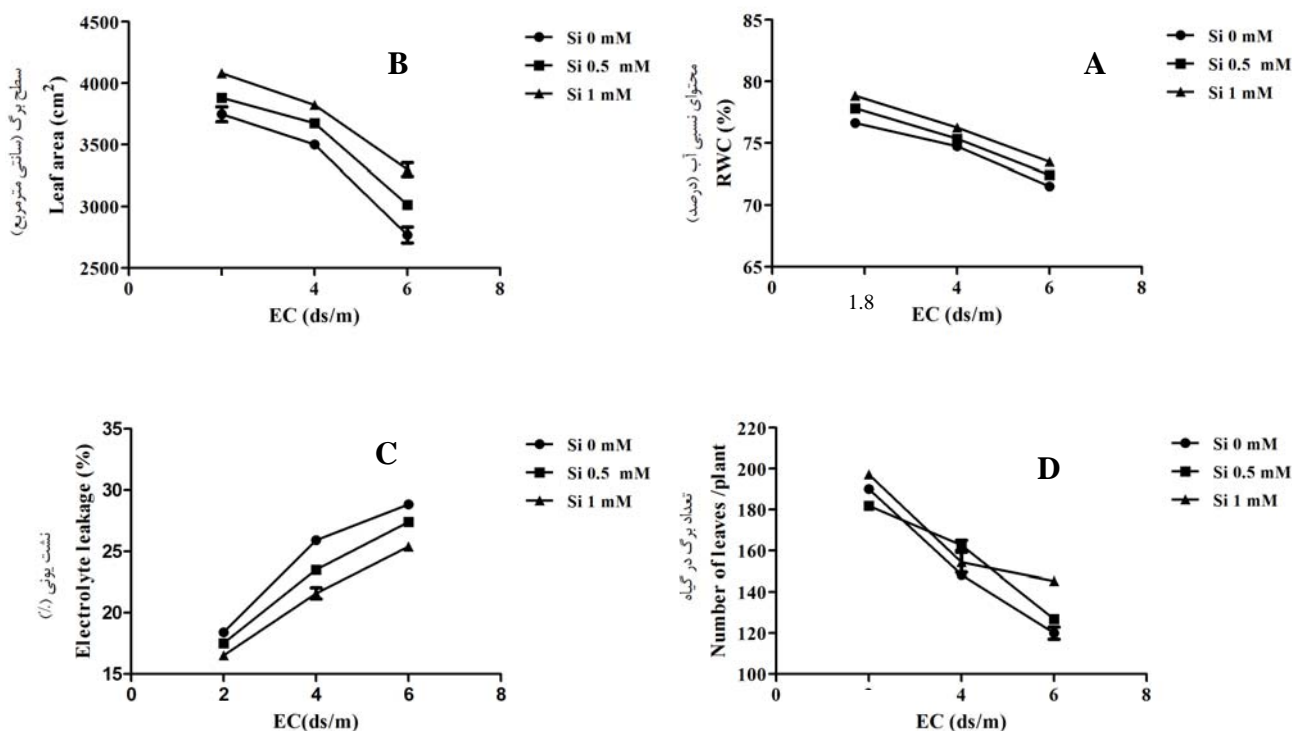 B
سطح برگ (سانتی مترمربع)
Leaf area (cm²)
4500
4000
3500
3000
2500
0
2
4
6
8
EC (ds/m)
Si 0 mM
Si 0.5 mM
Si 1 mM
A
محتوای نسبی آب (درصد)
RWC (%)
85
80
75
70
65
0
2
4
6
8
1.8
EC (ds/m)
Si 0 mM
Si 0.5 mM
Si 1 mM
C
نشت یونی (٪)
Electrolyte leakage (%)
35
30
25
20
15
0
2
4
6
8
EC(ds/m)
Si 0 mM
Si 0.5 mM
Si 1 mM
D
تعداد برگ در گیاه
Number of leaves /plant
220
200
180
160
140
120
100
0
4
6
8
EC (ds/m)
Si 0 mM
Si 0.5 mM
Si 1 mM